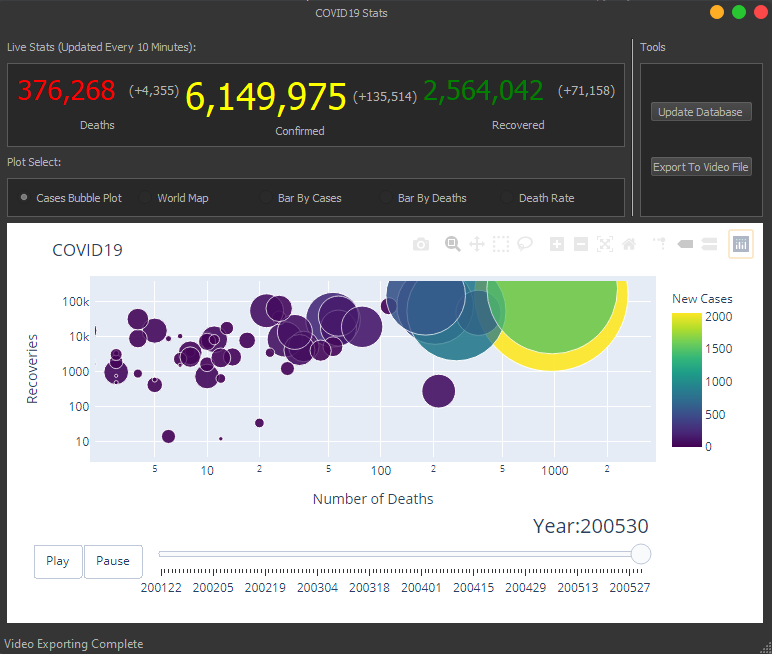 COVID19 Stats
Live Stats (Updated Every 10 Minutes):
Tools
376,268 (+4,355) 6,149,975 (+135,514) 2,564,042 (+71,158)
Deaths
Confirmed
Recovered
Update Database
Export To Video File
Plot Select:
Cases Bubble Plot
World Map
Bar By Cases
Bar By Deaths
Death Rate
COVID19
New Cases
100k
10k
1000
100
10
Recoveries
5 10 2 5 100 2 5 1000 2
Number of Deaths
2000
1500
1000
500
0
Year:200530
Play
Pause
200122 200205 200219 200304 200318 200401 200415 200429 200513 200527
Video Exporting Complete